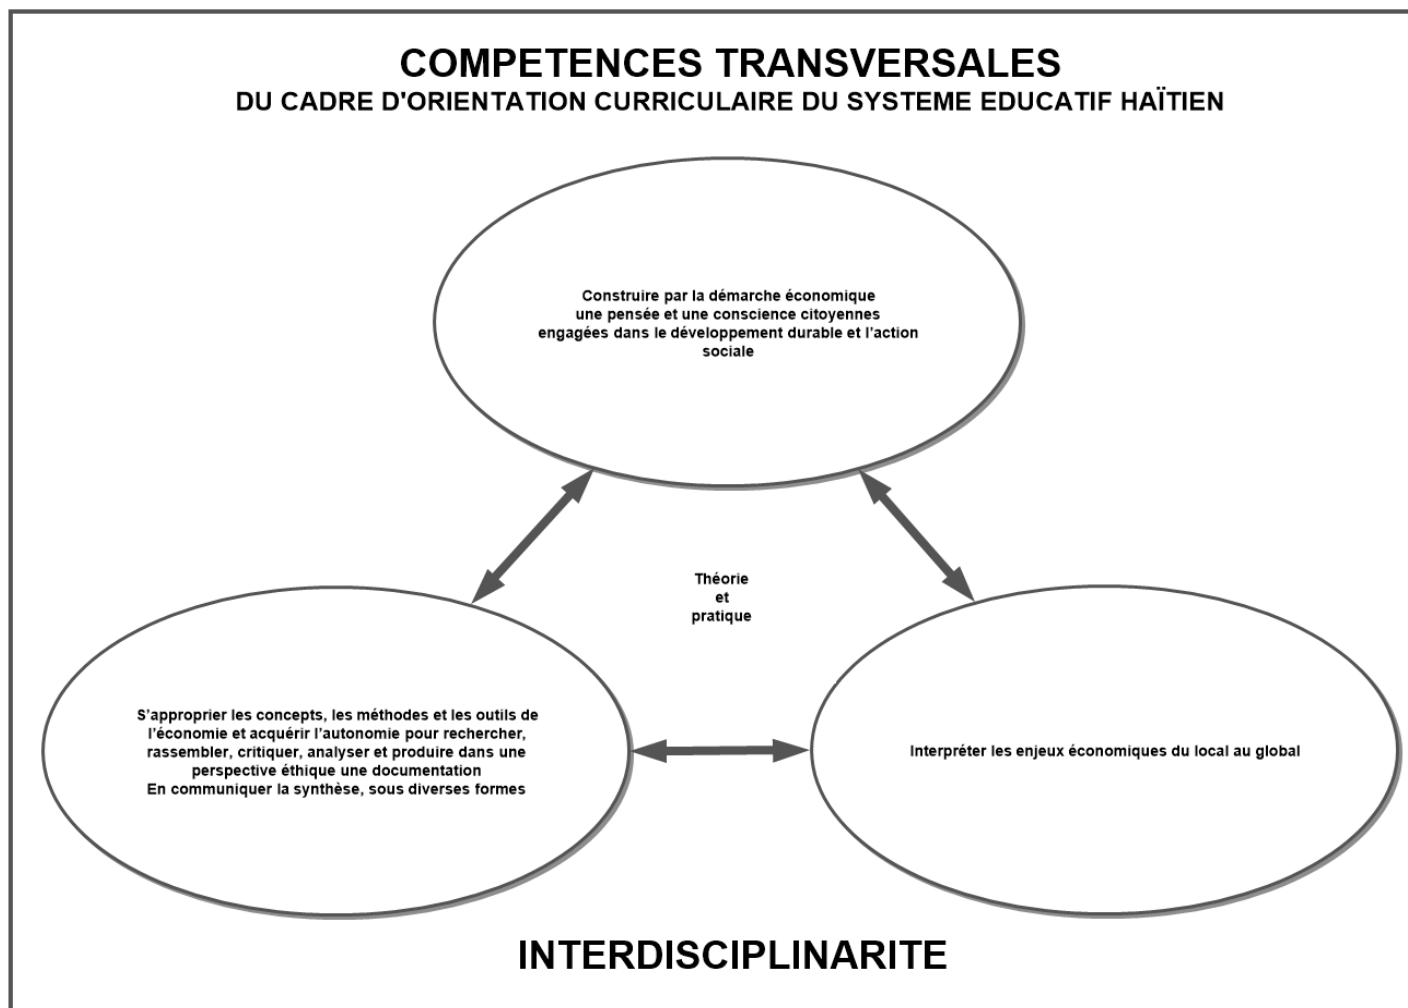 COMPETENCES TRANSVERSALES
DU CADRE D'ORIENTATION CURRICULAIRE DU SYSTEME EDUCATIF HAÏTIEN
Construire par la démarche économique
une pensée et une conscience citoyennes
engagées dans le développement durable et l’action
sociale
Théorie
et
pratique
S’approprier les concepts, les méthodes et les outils de
l’économie et acquérir l’autonomie pour rechercher,
rassembler, critiquer, analyser et produire dans une
perspective éthique une documentation
En communiquer la synthèse, sous diverses formes
Interpréter les enjeux économiques du local au global
INTERDISCIPLINARITE